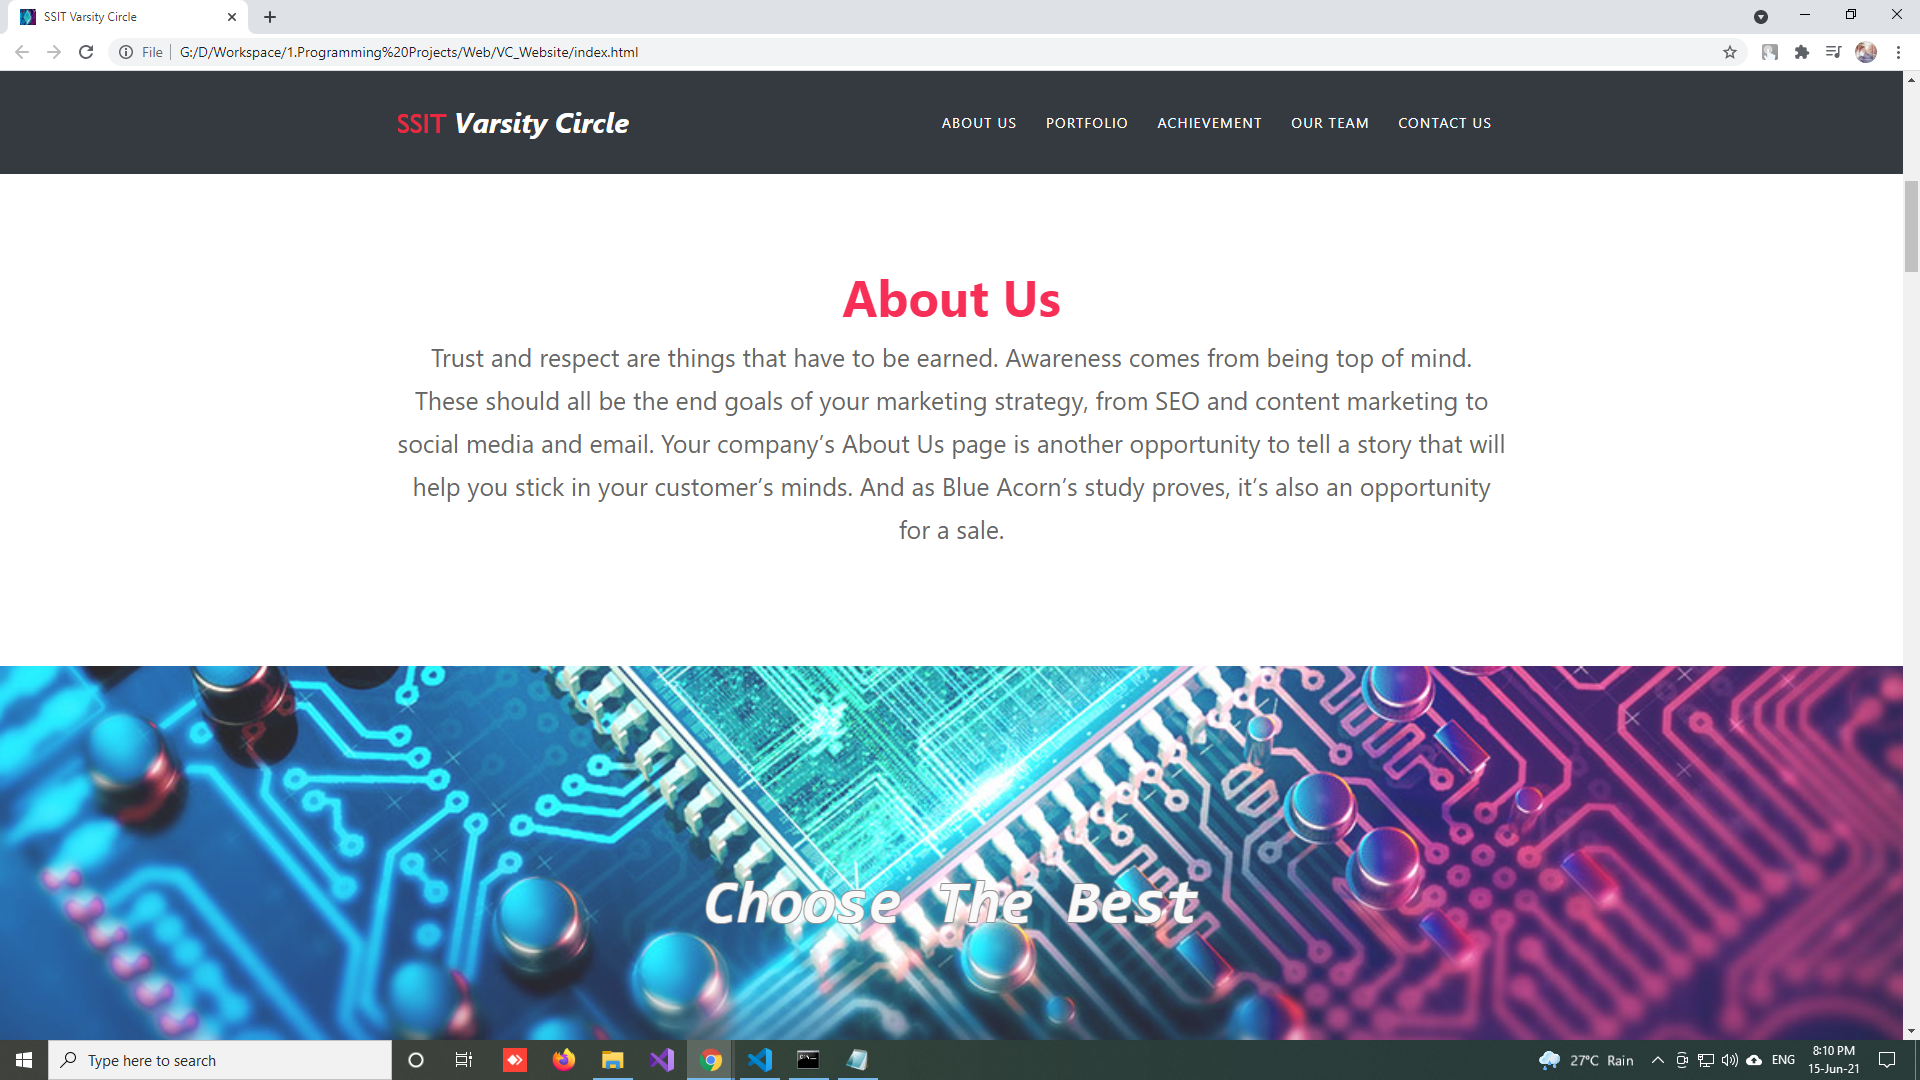 SSIT Varsity Circle
File
G:/D/Workspace/1.Programming%20Projects/Web/VC_Website/index.html
SSIT Varsity Circle
ABOUT US
PORTFOLIO
ACHIEVEMENT
OUR TEAM
CONTACT US
About Us
Trust and respect are things that have to be earned. Awareness comes from being top of mind.
These should all be the end goals of your marketing strategy, from SEO and content marketing to
social media and email. Your company’s About Us page is another opportunity to tell a story that will
help you stick in your customer’s minds. And as Blue Acorn’s study proves, it’s also an opportunity
for a sale.
Choose The Best
Type here to search
27°C Rain
ENG
8:10 PM
15-Jun-21